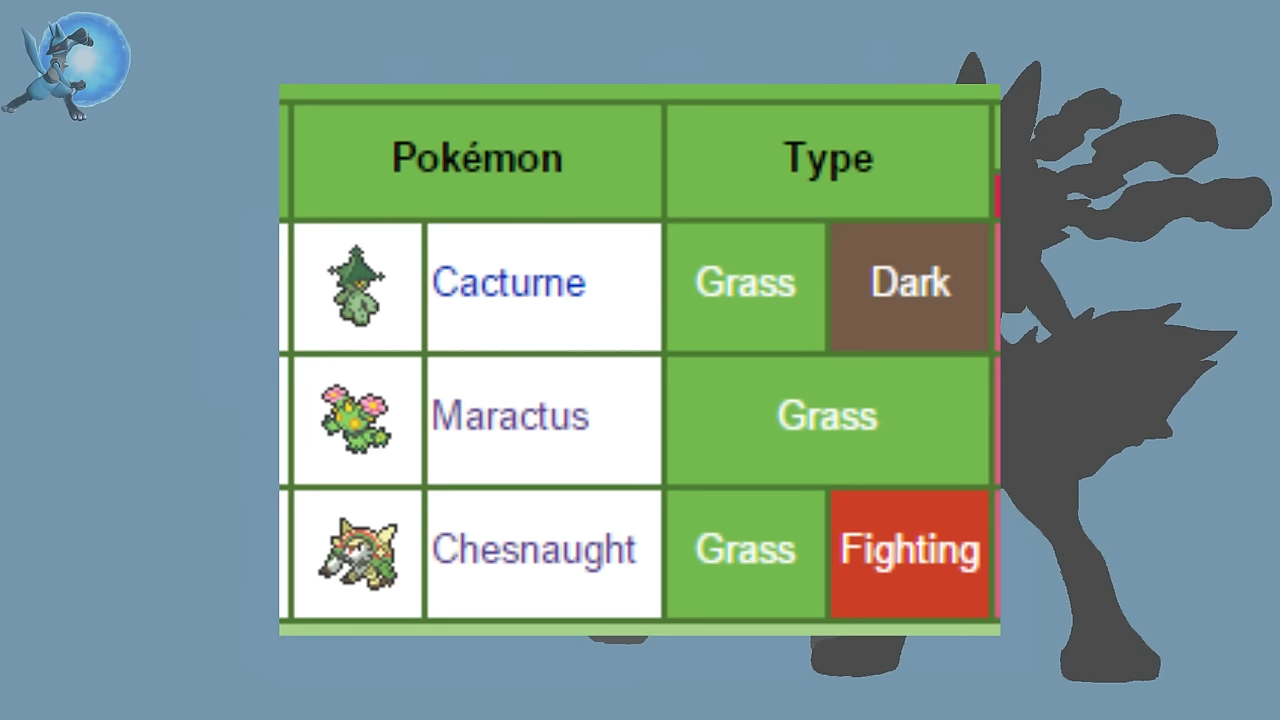 Pokémon Type
Cacturne Grass Dark
Maractus Grass
Chesnaught Grass Fighting